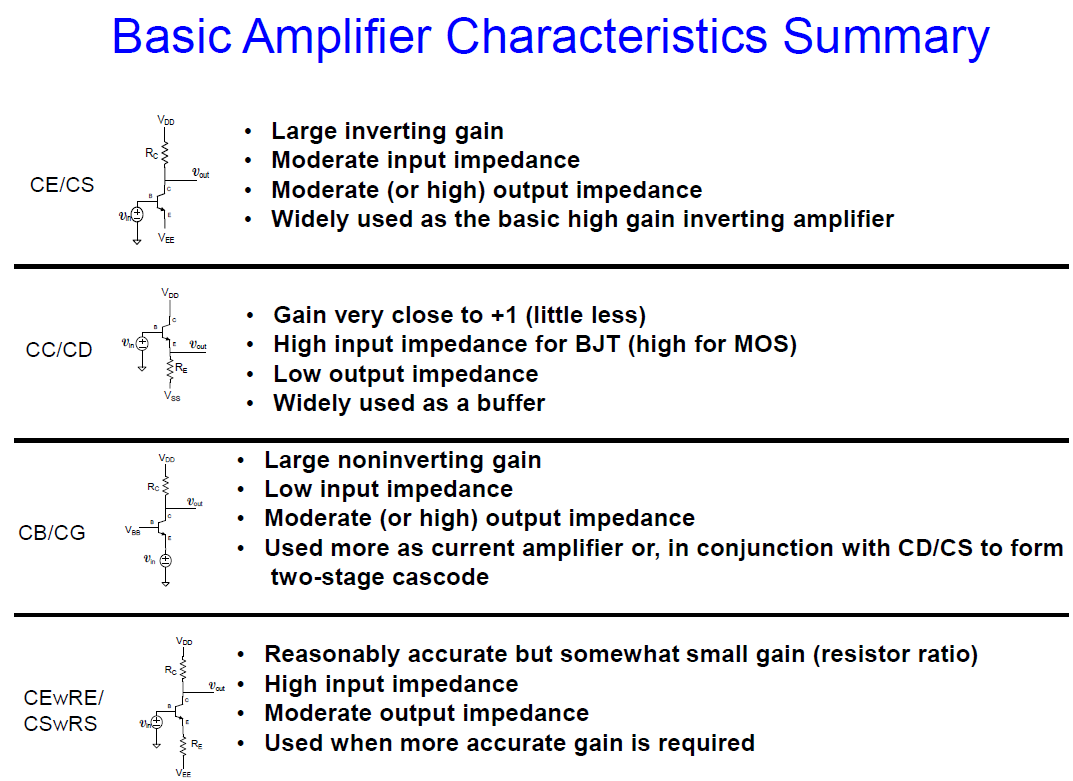 Basic Amplifier Characteristics Summary
CE/CS
VDD
RC
vout
C
B
E
vin
VEE
• Large inverting gain
• Moderate input impedance
• Moderate (or high) output impedance
• Widely used as the basic high gain inverting amplifier
CC/CD
VDD
C
B
E
vin
vout
RE
VSS
• Gain very close to +1 (little less)
• High input impedance for BJT (high for MOS)
• Low output impedance
• Widely used as a buffer
CB/CG
VDD
RC
vout
C
B
VBB
E
vin
• Large noninverting gain
• Low input impedance
• Moderate (or high) output impedance
• Used more as current amplifier or, in conjunction with CD/CS to form
two-stage cascode
CEwRE/
CSwRS
VDD
RC
vout
C
B
E
vin
RE
VEE
• Reasonably accurate but somewhat small gain (resistor ratio)
• High input impedance
• Moderate output impedance
• Used when more accurate gain is required